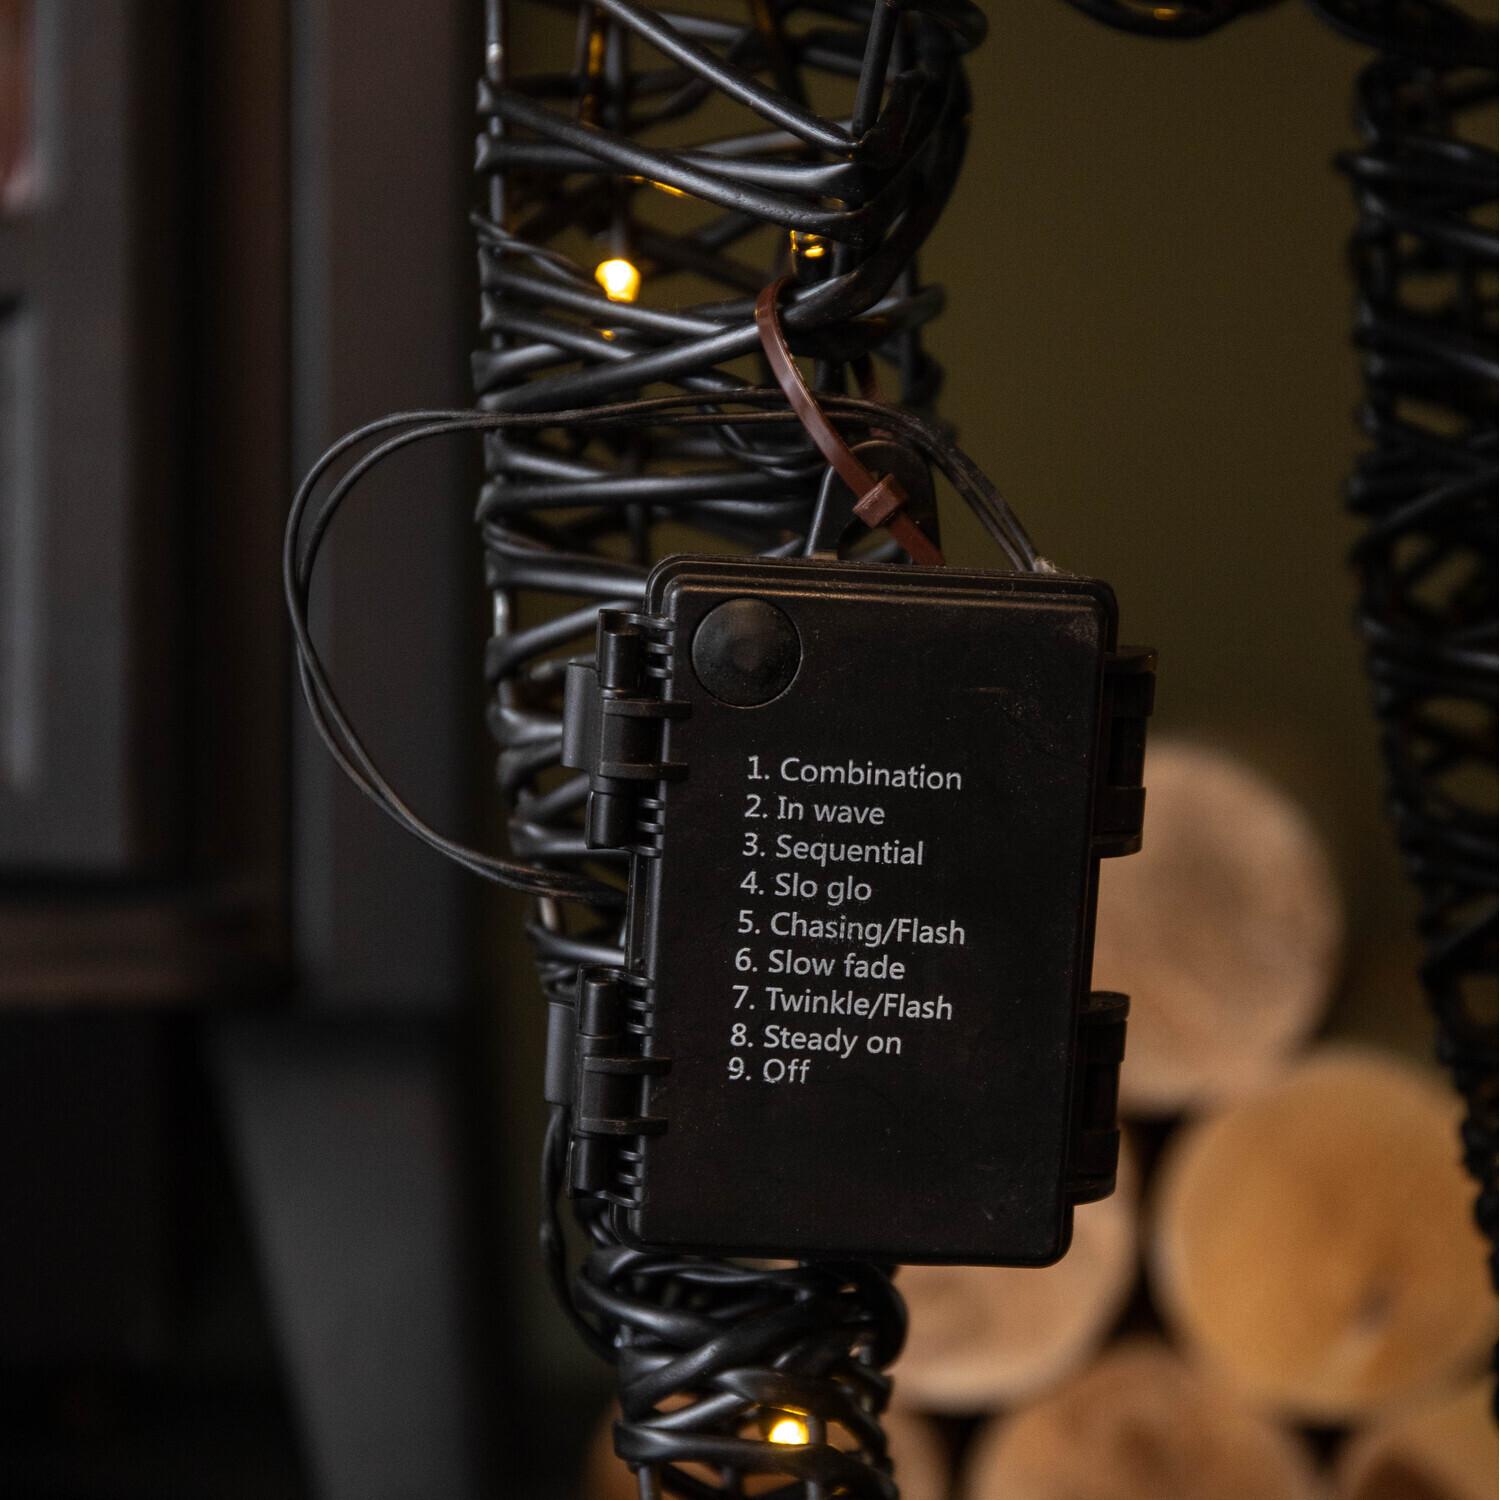 1. Combination
2. In wave
3. Sequential
4. Slo glo
5. Chasing/Flash
6. Slow fade
7. Twinkle/Flash
8. Steady on
9. Off